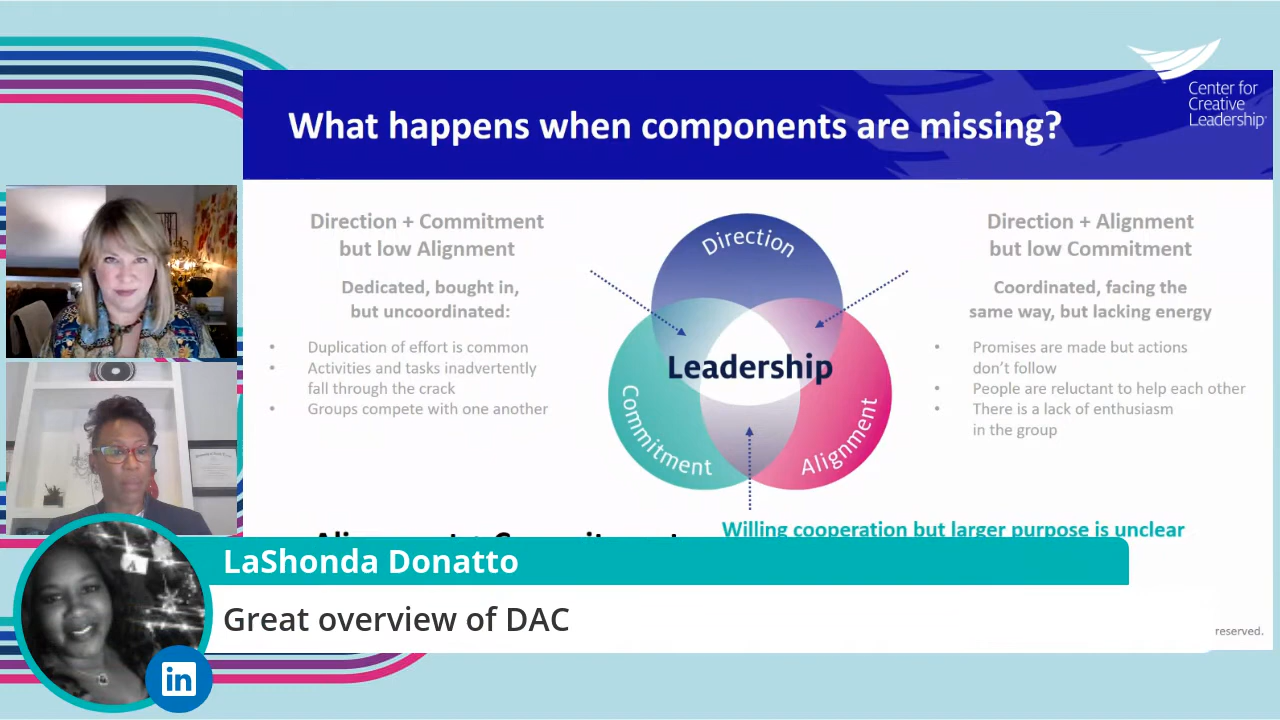 Center for
Creative
Leadership
What happens when components are missing?
Direction + Commitment
but low Alignment
Dedicated, bought in,
but uncoordinated:
• Duplication of effort is common
• Activities and tasks inadvertently
fall through the crack
• Groups compete with one another
Direction
Leadership
Commitment
Alignment
Direction + Alignment
but low Commitment
Coordinated, facing the
same way, but lacking energy
• Promises are made but actions
don’t follow
• People are reluctant to help each other
• There is a lack of enthusiasm
in the group
Alignment + Commitment
Willing cooperation but larger purpose is unclear
LaShonda Donatto
Great overview of DAC
in
reserved.